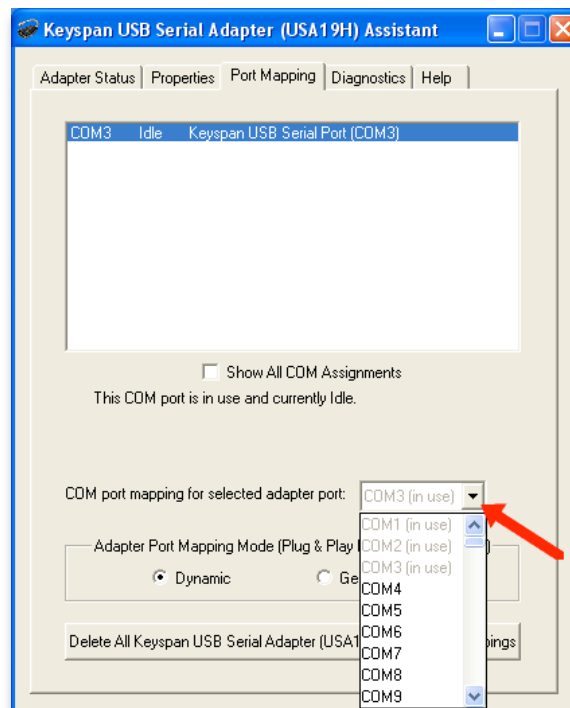 Keyspan USB Serial Adapter (USA19H) Assistant
Adapter Status Properties Port Mapping Diagnostics Help
COM3 Idle Keyspan USB Serial Port (COM3)
Show All COM Assignments
This COM port is in use and currently Idle.
COM port mapping for selected adapter port: COM3 (in use)
COM1 (in use)
Adapter Port Mapping Mode (Plug & Play COM2 (in use)
COM3 (in use)
Dynamic Ge COM4
COM5
COM6
Delete All Keyspan USB Serial Adapter (USA1 COM7 pings
COM8
COM9